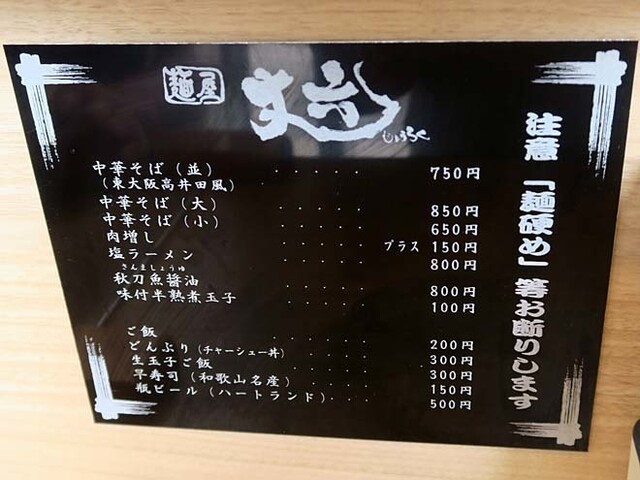 麺屋
しょうろく
中華そば（並） ・・・・・ 750円
（東大阪高井田風）
中華そば（大） ・・・・・ 850円
中華そば（小） ・・・・・ 650円
肉増し ・・・・・ プラス 150円
塩ラーメン ・・・・・ 800円
さんましょうゆ
秋刀魚醤油 ・・・・・ 800円
味付半熟煮玉子 ・・・・・ 100円
ご飯 ・・・・・ 200円
どんぶり（チャーシュー丼） ・・・・ 300円
生玉子ご飯 ・・・・・ 300円
早寿司（和歌山名産） ・・・・ 150円
瓶ビール（ハートランド）・・・ 500円
注意「麺硬め」等お断りします